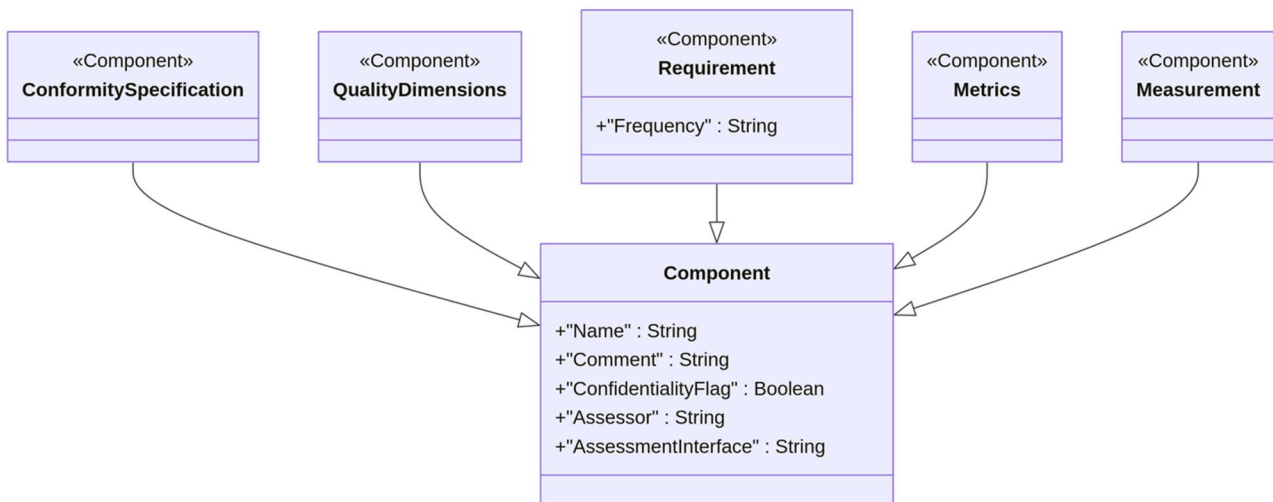 «Component»
ConformitySpecification
«Component»
QualityDimensions
«Component»
Requirement
+"Frequency" : String
«Component»
Metrics
«Component»
Measurement
Component
+"Name" : String
+"Comment" : String
+"ConfidentialityFlag" : Boolean
+"Assessor" : String
+"AssessmentInterface" : String